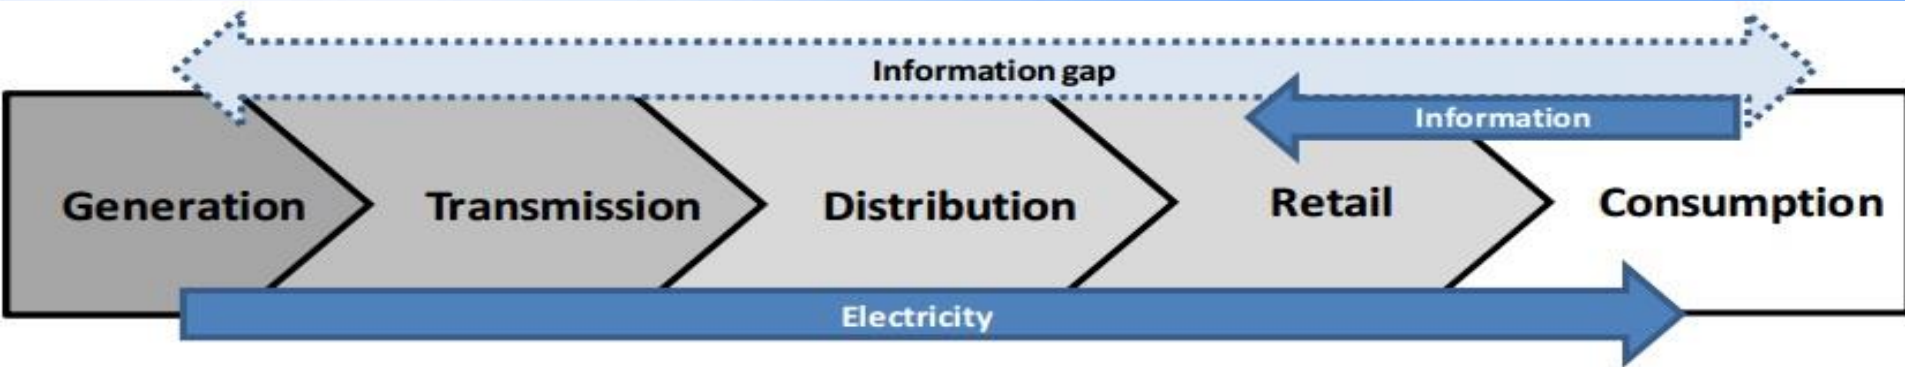 Information gap
Information
Generation
Transmission
Distribution
Retail
Consumption
Electricity